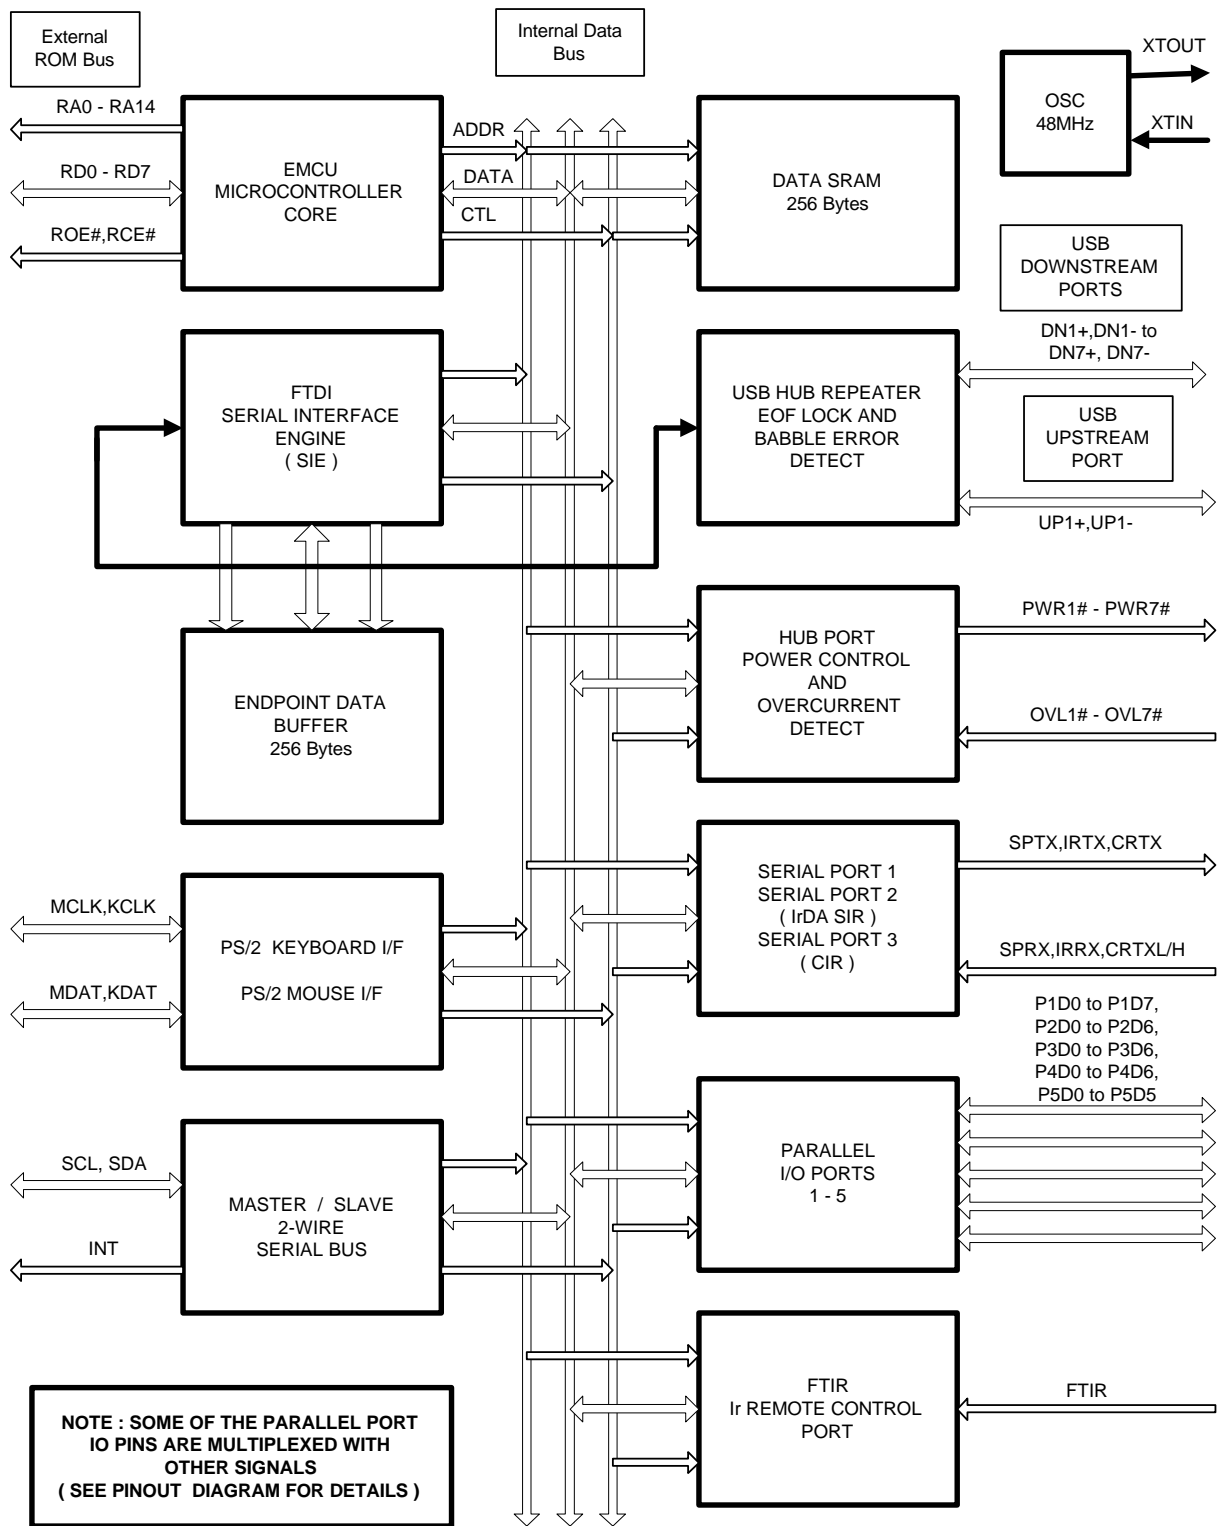 External
ROM Bus
Internal Data
Bus
XTOUT
OSC
48MHz
XTIN
RA0 - RA14
RD0 - RD7
ROE#,RCE#
EMCU
MICROCONTROLLER
CORE
ADDR
DATA
CTL
DATA SRAM
256 Bytes
USB
DOWNSTREAM
PORTS
DN1+,DN1- to
DN7+, DN7-
FTDI
SERIAL INTERFACE
ENGINE
( SIE )
USB HUB REPEATER
EOF LOCK AND
BABBLE ERROR
DETECT
USB
UPSTREAM
PORT
UP1+,UP1-
ENDPOINT DATA
BUFFER
256 Bytes
HUB PORT
POWER CONTROL
AND
OVERCURRENT
DETECT
PWR1# - PWR7#
OVL1# - OVL7#
MCLK,KCLK
MDAT,KDAT
PS/2 KEYBOARD I/F
PS/2 MOUSE I/F
SERIAL PORT 1
SERIAL PORT 2
( IrDA SIR )
SERIAL PORT 3
( CIR )
SPTX,IRTX,CRTX
SPRX,IRRX,CRTXL/H
P1D0 to P1D7,
P2D0 to P2D6,
P3D0 to P3D6,
P4D0 to P4D6,
P5D0 to P5D5
SCL, SDA
INT
MASTER / SLAVE
2-WIRE
SERIAL BUS
PARALLEL
I/O PORTS
1 - 5
FTIR
Ir REMOTE CONTROL
PORT
FTIR
NOTE : SOME OF THE PARALLEL PORT
IO PINS ARE MULTIPLEXED WITH
OTHER SIGNALS
( SEE PINOUT DIAGRAM FOR DETAILS )